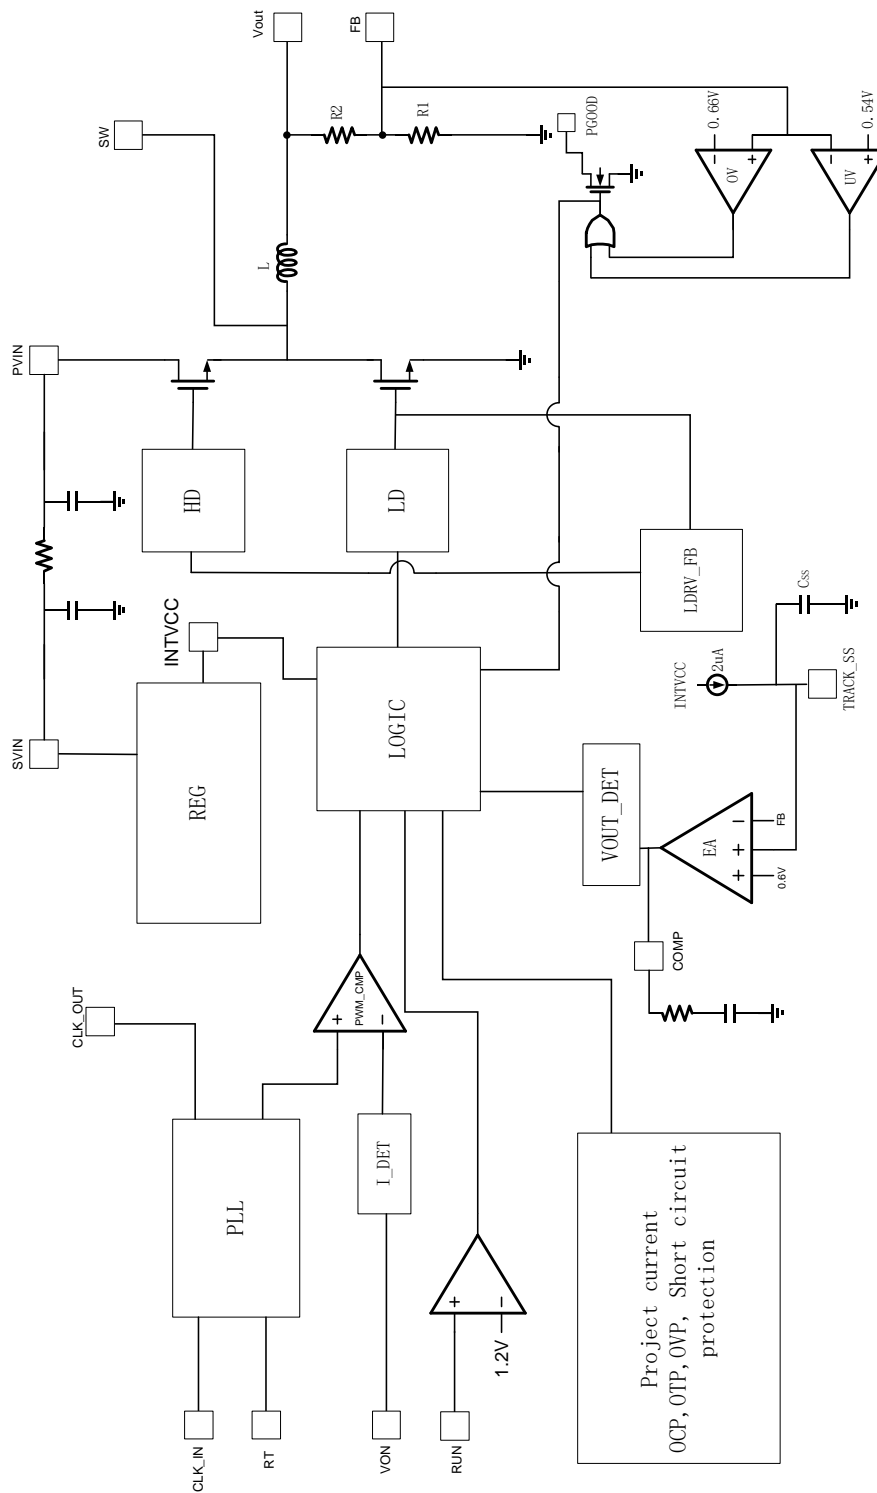 CLK_IN
RT
VON
RUN
CLK_OUT
SVIN
INTVCC
PVIN
SW
Vout
FB
PLL
REG
HD
L
I_DET
+
PWM_CMP
-
LOGIC
LD
R2
R1
+
-
1.2V
PGOOD
Project current
OCP,OTP,OVP, Short circuit
protection
VOUT_DET
LDRV_FB
COMP
EA
+
+
-
0.6V
FB
INTVCC
2uA
Css
TRACK_SS
OV
-
+
0.66V
UV
-
+
0.54V